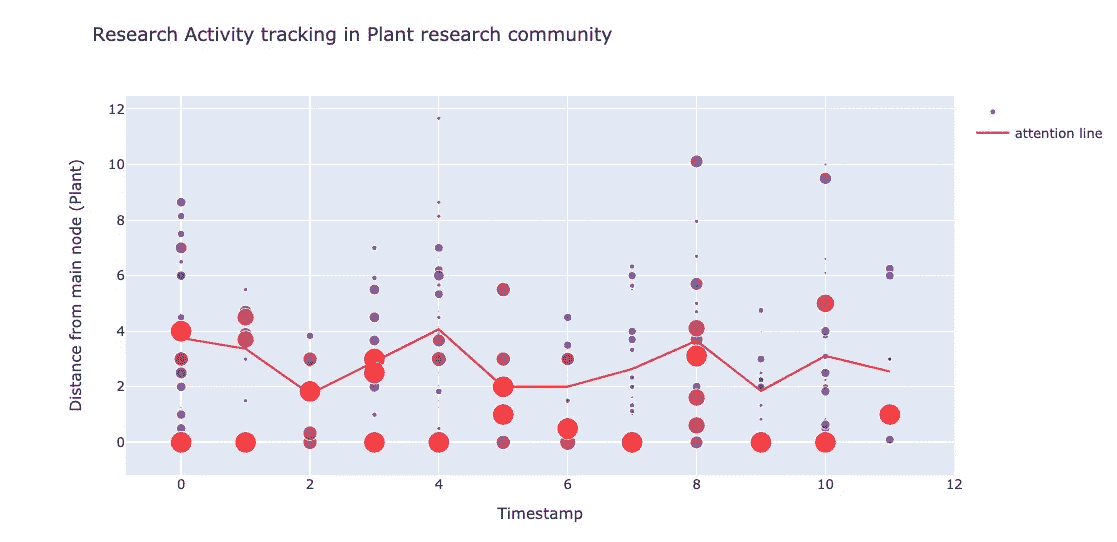 Research Activity tracking in Plant research community
12
10
8
6
4
2
0
Distance from main node (Plant)
0 2 4 6 8 10 12
Timestamp
attention line